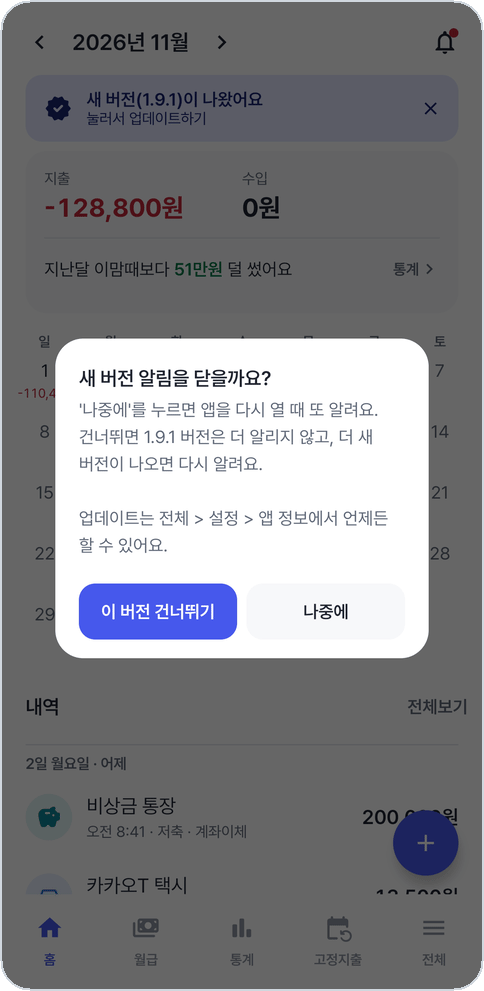 2026년 11월
새 버전(1.9.1)이 나왔어요
눌러서 업데이트하기
지출 수입
-128,800원 0원
지난달 이맘때보다 51만원 덜 썼어요 통계
일 토
1 7
-110,4
8 14
15 21
22 28
29
새 버전 알림을 닫을까요?
'나중에'를 누르면 앱을 다시 열 때 또 알려요.
건너뛰면 1.9.1 버전은 더 알리지 않고, 더 새
버전이 나오면 다시 알려요.
업데이트는 전체 > 설정 > 앱 정보에서 언제든
할 수 있어요.
이 버전 건너뛰기 나중에
내역 전체보기
2일 월요일 · 어제
비상금 통장
오전 8:41 · 저축 · 계좌이체
카카오T 택시
홈 월급 통계 고정지출 전체